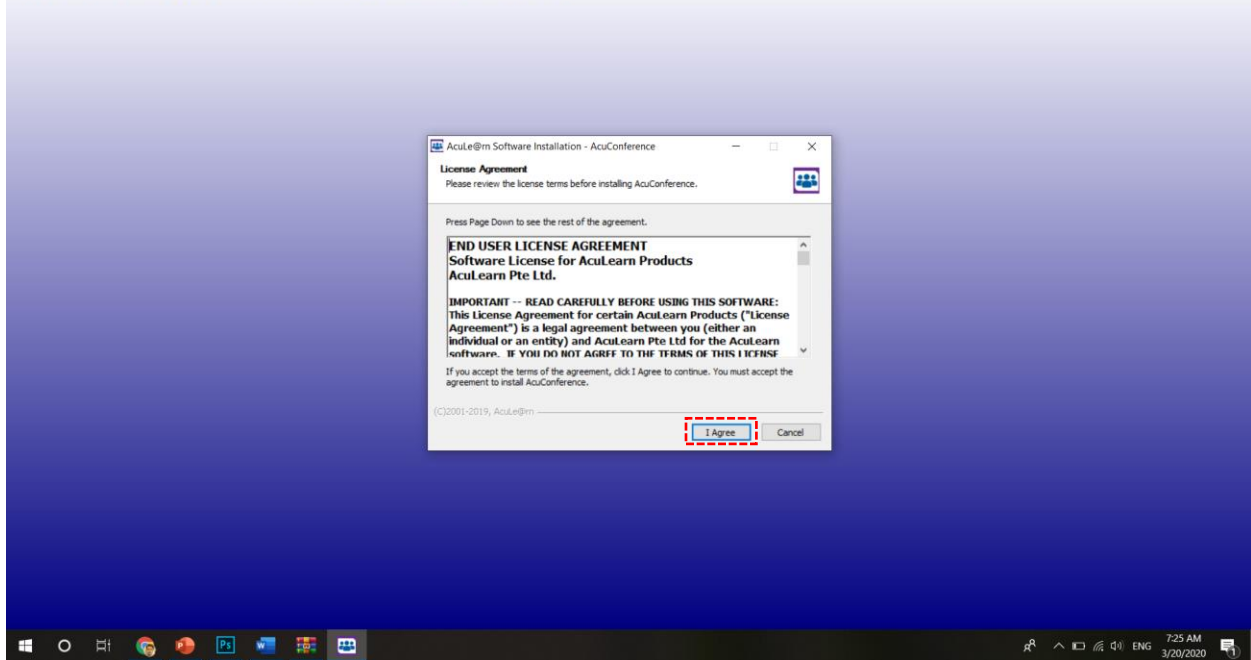 AcuLe@rn Software Installation - AcuConference
License Agreement
Please review the license terms before installing AcuConference.
Press Page Down to see the rest of the agreement.
END USER LICENSE AGREEMENT
Software License for AcuLearn Products
AcuLearn Pte Ltd.
IMPORTANT -- READ CAREFULLY BEFORE USING THIS SOFTWARE:
This License Agreement for certain AcuLearn Products ("License
Agreement") is a legal agreement between you (either an
individual or an entity) and AcuLearn Pte Ltd for the AcuLearn
software. IF YOU DO NOT AGREE TO THE TERMS OF THIS LICENSE
If you accept the terms of the agreement, click I Agree to continue. You must accept the
agreement to install AcuConference.
(C)2001-2019, AcuLe@rn
I Agree
Cancel
Ps
ENG
7:25 AM
3/20/2020